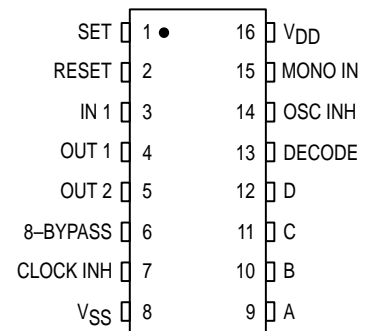 SET 1 16 VDD
RESET 2 15 MONO IN
IN 1 3 14 OSC INH
OUT 1 4 13 DECODE
OUT 2 5 12 D
8–BYPASS 6 11 C
CLOCK INH 7 10 B
VSS 8 9 A